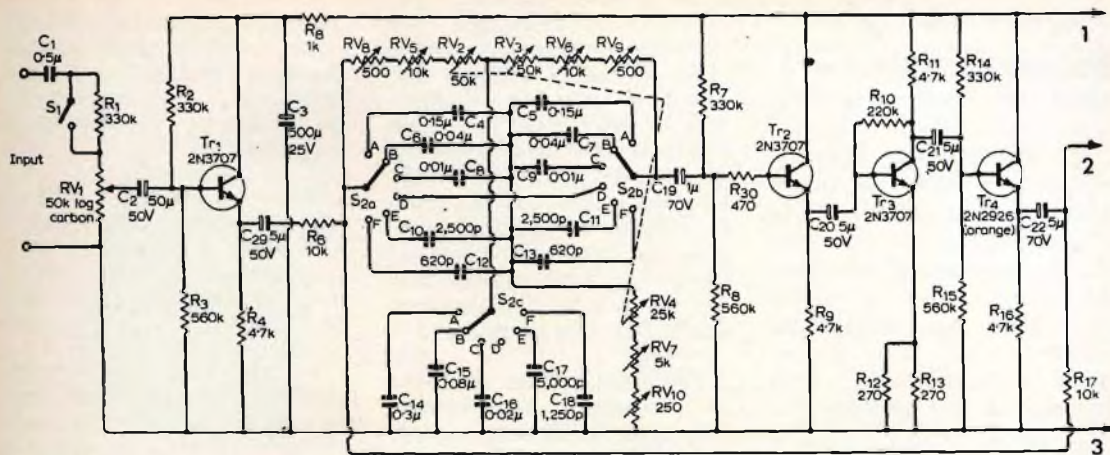 C1
0·5μ
S1
R1
330k
Input
RV1
50k log
carbon
C2
50μ
50V
R2
330k
R3
560k
Tr1
2N3707
R4
4·7k
C29
5μ
50V
R8
1k
C3
500μ
25V
R6
10k
RV8
500
RV5
10k
RV2
50k
RV3
50k
RV6
10k
RV9
500
0·15μ
C4
C5
0·15μ
C6
0·04μ
0·04μ
C7
0·01μ
C8
C9
0·01μ
A
B
C
D
E
F
S2a
A
B
C
D
E
F
S2b
C10
2,500p
2,500p
C11
620p
C12
C13
620p
S2c
A
B
C
D
E
F
C14
0·3μ
C15
0·08μ
C16
0·02μ
C17
5,000p
C18
1,250p
RV4
25k
RV7
5k
RV10
250
C19
1μ
70V
R7
330k
R8
560k
R30
470
Tr2
2N3707
R9
4·7k
C20
5μ
50V
R10
220k
R11
4·7k
Tr3
2N3707
R12
270
R13
270
C21
5μ
50V
R14
330k
R15
560k
Tr4
2N2926
(orange)
R16
4·7k
C22
5μ
70V
R17
10k
1
2
3